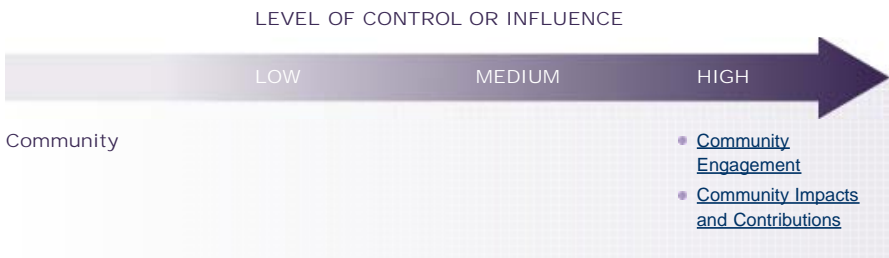 LEVEL OF CONTROL OR INFLUENCE
LOW MEDIUM HIGH
Community
Community
Engagement
Community Impacts
and Contributions